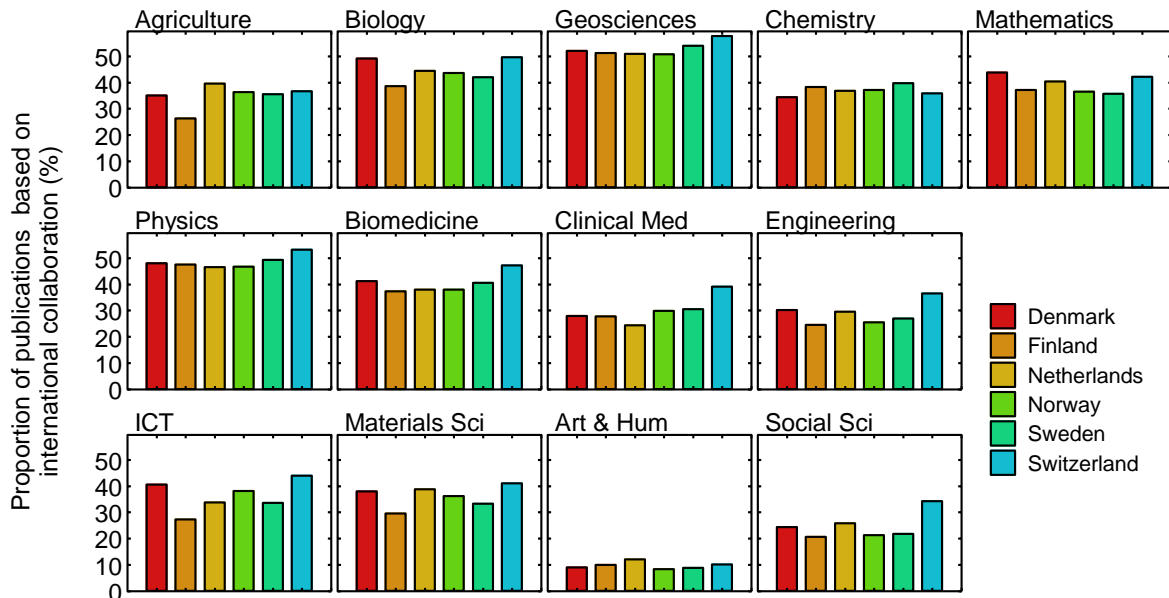 Agriculture
Biology
Geosciences
Chemistry
Mathematics
50
40
30
20
10
0
Physics
Biomedicine
Clinical Med
Engineering
50
40
30
20
10
0
ICT
Materials Sci
Art & Hum
Social Sci
50
40
30
20
10
0
Proportion of publications based on
international collaboration (%)
Denmark
Finland
Netherlands
Norway
Sweden
Switzerland